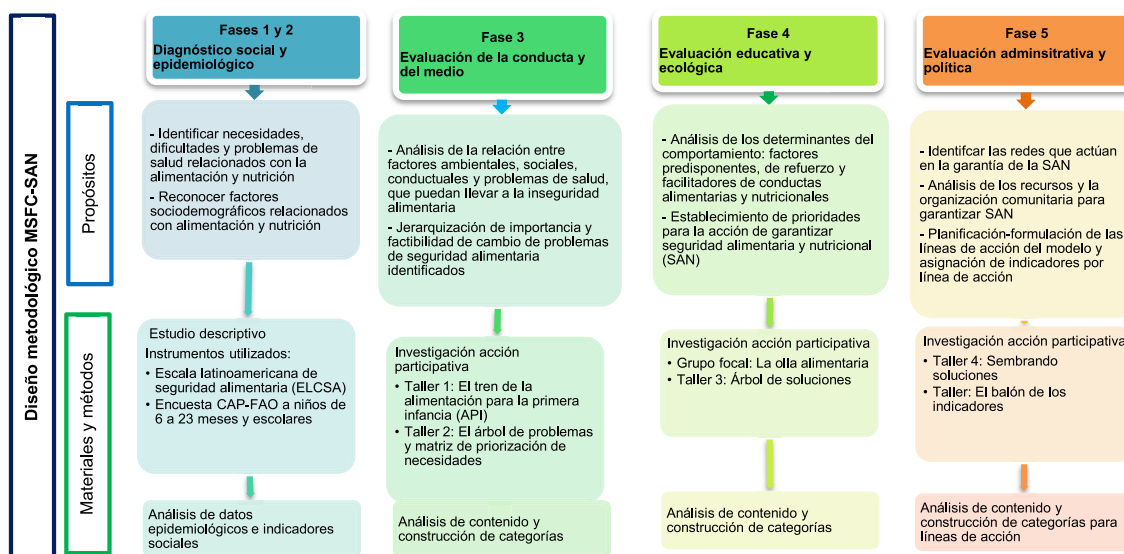 Diseño metodológico MSFC-SAN
Propósitos
Materiales y métodos
Fases 1 y 2
Diagnóstico social y
epidemiológico
- Identificar necesidades,
dificultades y problemas de
salud relacionados con la
alimentación y nutrición
- Reconocer factores
sociodemográficos relacionados
con alimentación y nutrición
Estudio descriptivo
Instrumentos utilizados:
• Escala latinoamericana de
seguridad alimentaria (ELCSA)
• Encuesta CAP-FAO a niños de
6 a 23 meses y escolares
Análisis de datos
epidemiológicos e indicadores
sociales
Fase 3
Evaluación de la conducta y
del medio
- Análisis de la relación entre
factores ambientales, sociales,
conductuales y problemas de salud,
que puedan llevar a la inseguridad
alimentaria
- Jerarquización de importancia y
factibilidad de cambio de problemas
de seguridad alimentaria
identificados
Investigación acción
participativa
• Taller 1: El tren de la
alimentación para la primera
infancia (API)
• Taller 2: El árbol de problemas
y matriz de priorización de
necesidades
Análisis de contenido y
construcción de categorías
Fase 4
Evaluación educativa y
ecológica
- Análisis de los determinantes del
comportamiento: factores
predisponentes, de refuerzo y
facilitadores de conductas
alimentarias y nutricionales
- Establecimiento de prioridades
para la acción de garantizar
seguridad alimentaria y nutricional
(SAN)
Investigación acción participativa
• Grupo focal: La olla alimentaria
• Taller 3: Árbol de soluciones
Análisis de contenido y
construcción de categorías
Fase 5
Evaluación adminsitrativa y
política
- Identifcar las redes que actúan
en la garantía de la SAN
- Análisis de los recursos y la
organización comunitaria para
garantizar SAN
- Planificación-formulación de las
líneas de acción del modelo y
asignación de indicadores por
línea de acción
Investigación acción participativa
• Taller 4: Sembrando
soluciones
• Taller: El balón de los
indicadores
Análisis de contenido y
construcción de categorías para
líneas de acción